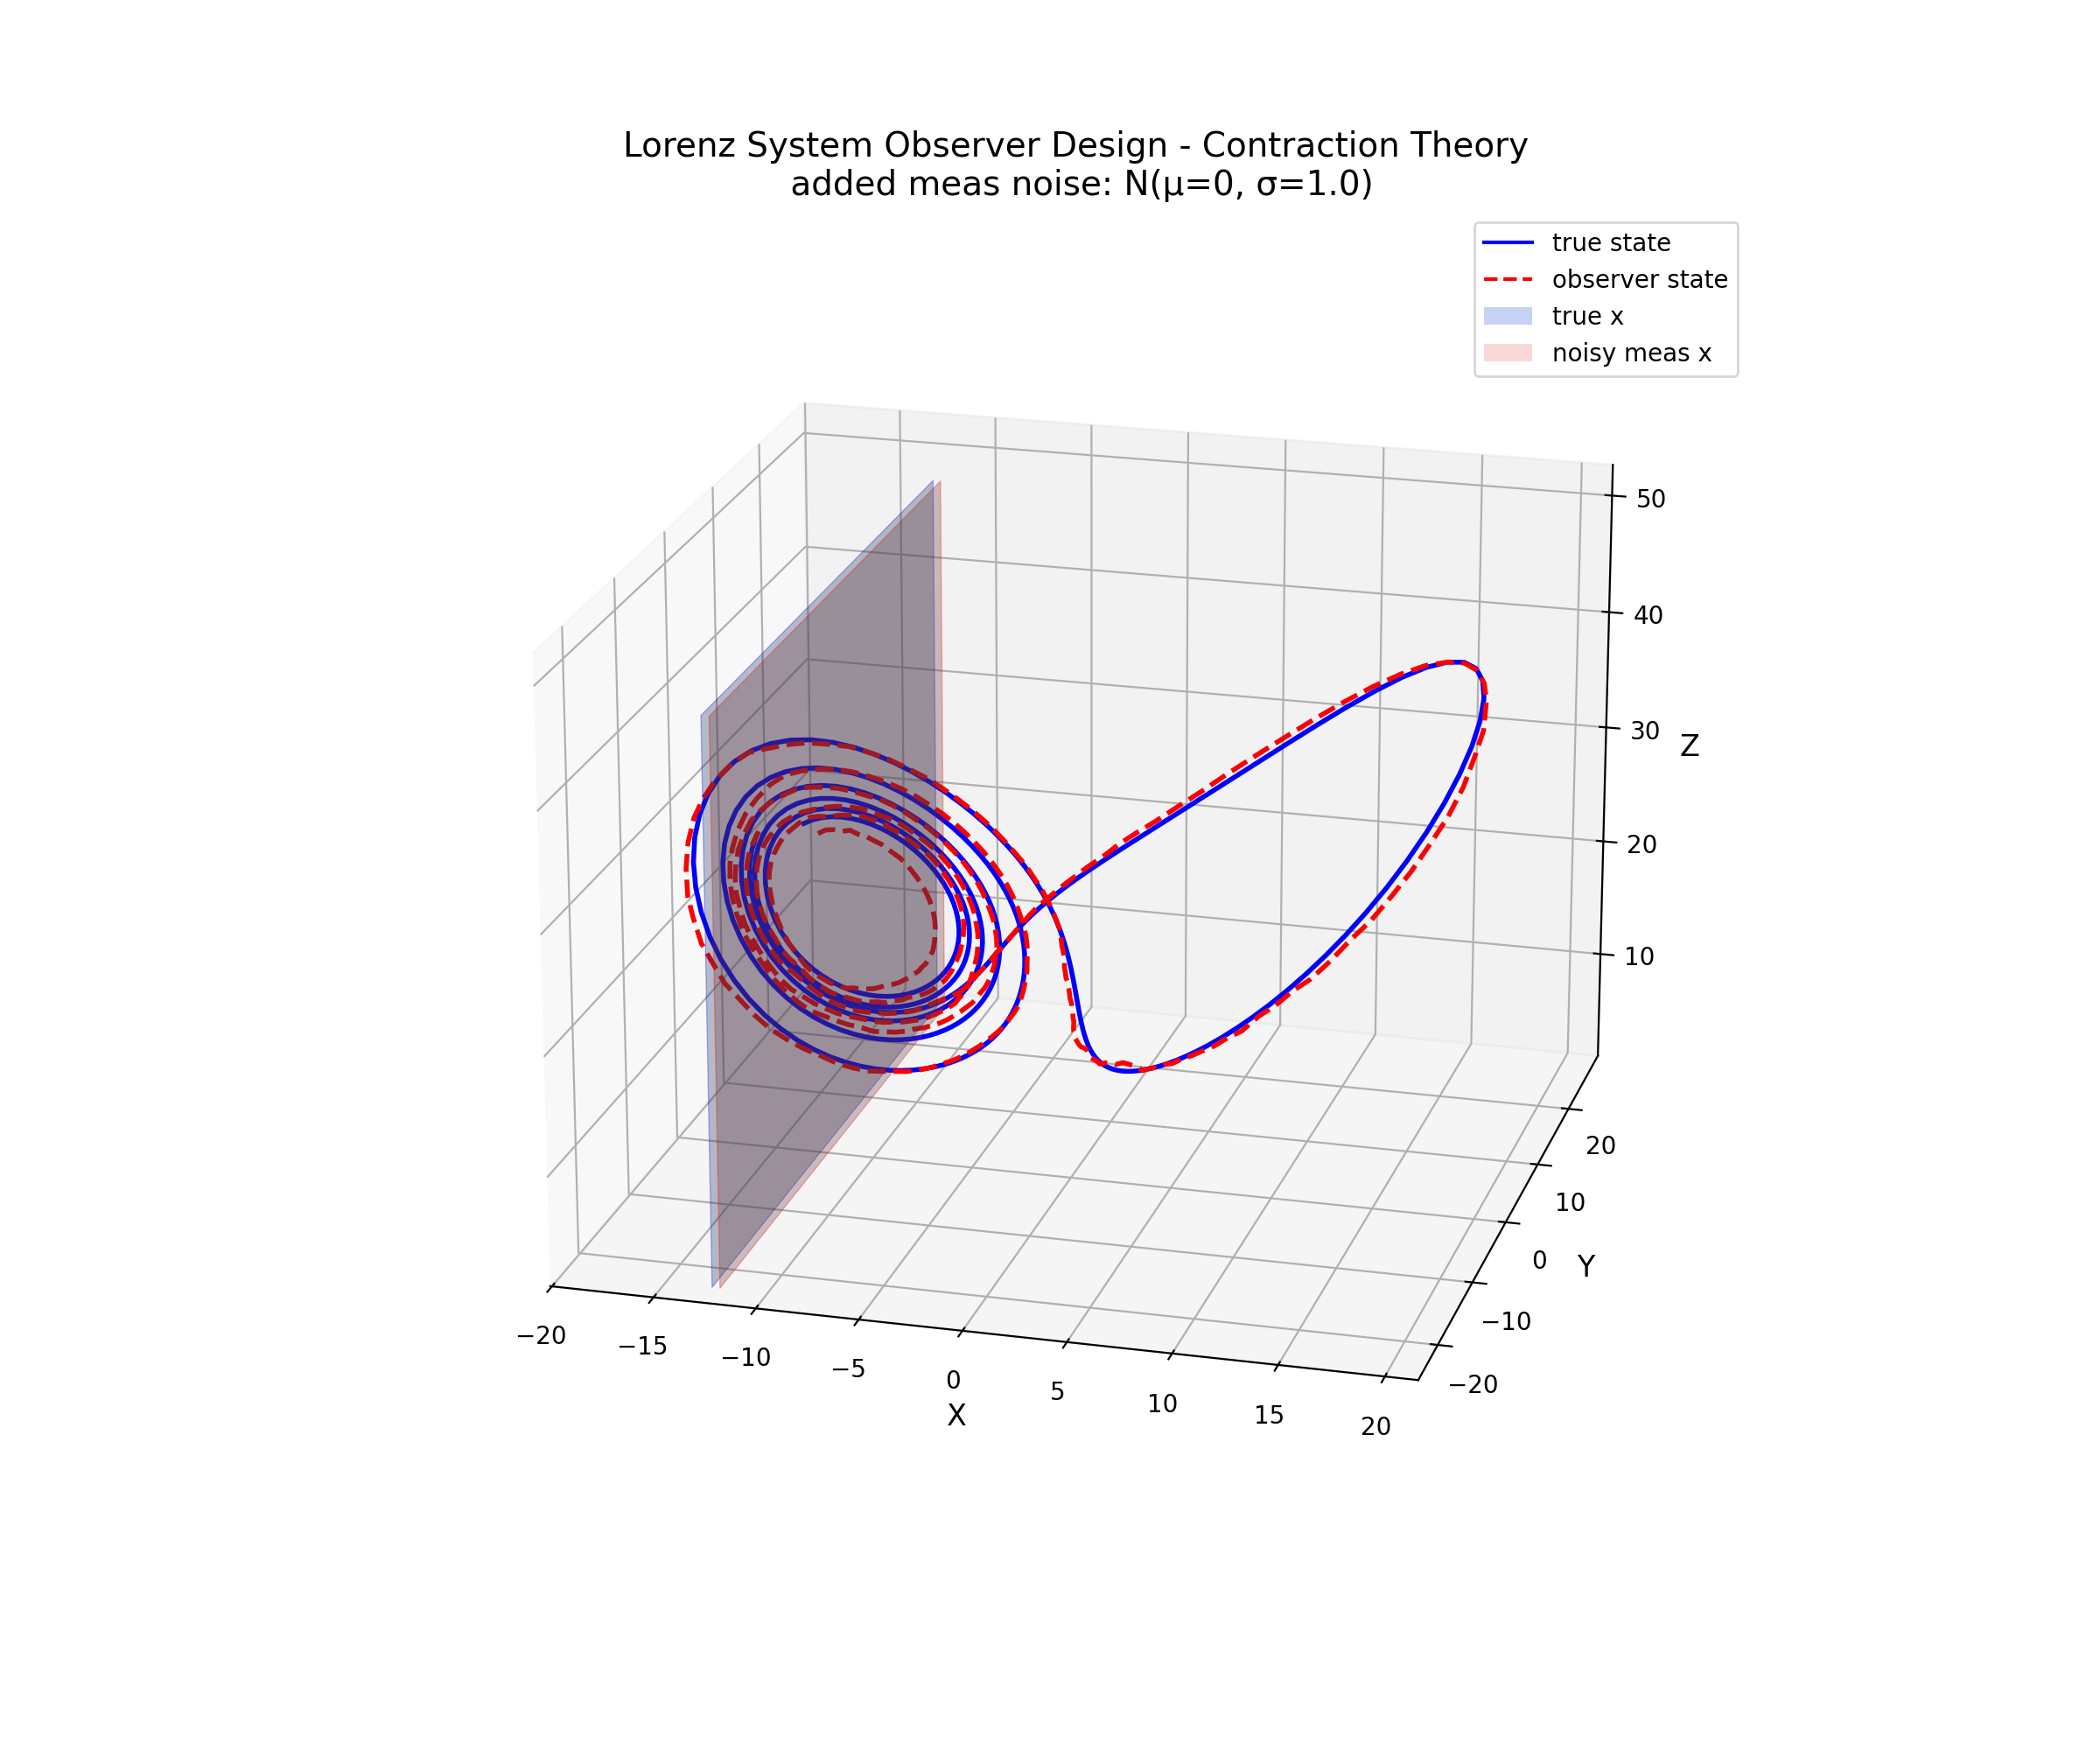 Lorenz System Observer Design - Contraction Theory
added meas noise: N(μ=0, σ=1.0)
true state
observer state
true x
noisy meas x
50
40
30
Z
20
10
20
10
0
Y
−10
−20
−20
−15
−10
−5
0
5
10
15
20
X